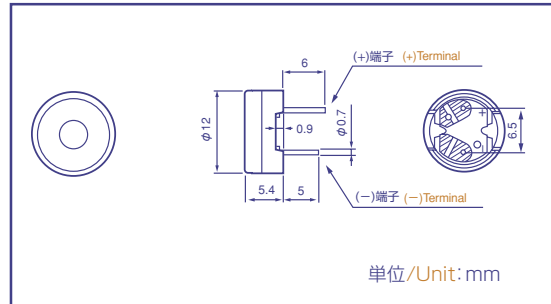 6
(+)端子 (+)Terminal
φ12
0.9
φ0.7
+
6.5
5.4
5
(−)端子 (−)Terminal
単位/Unit:mm